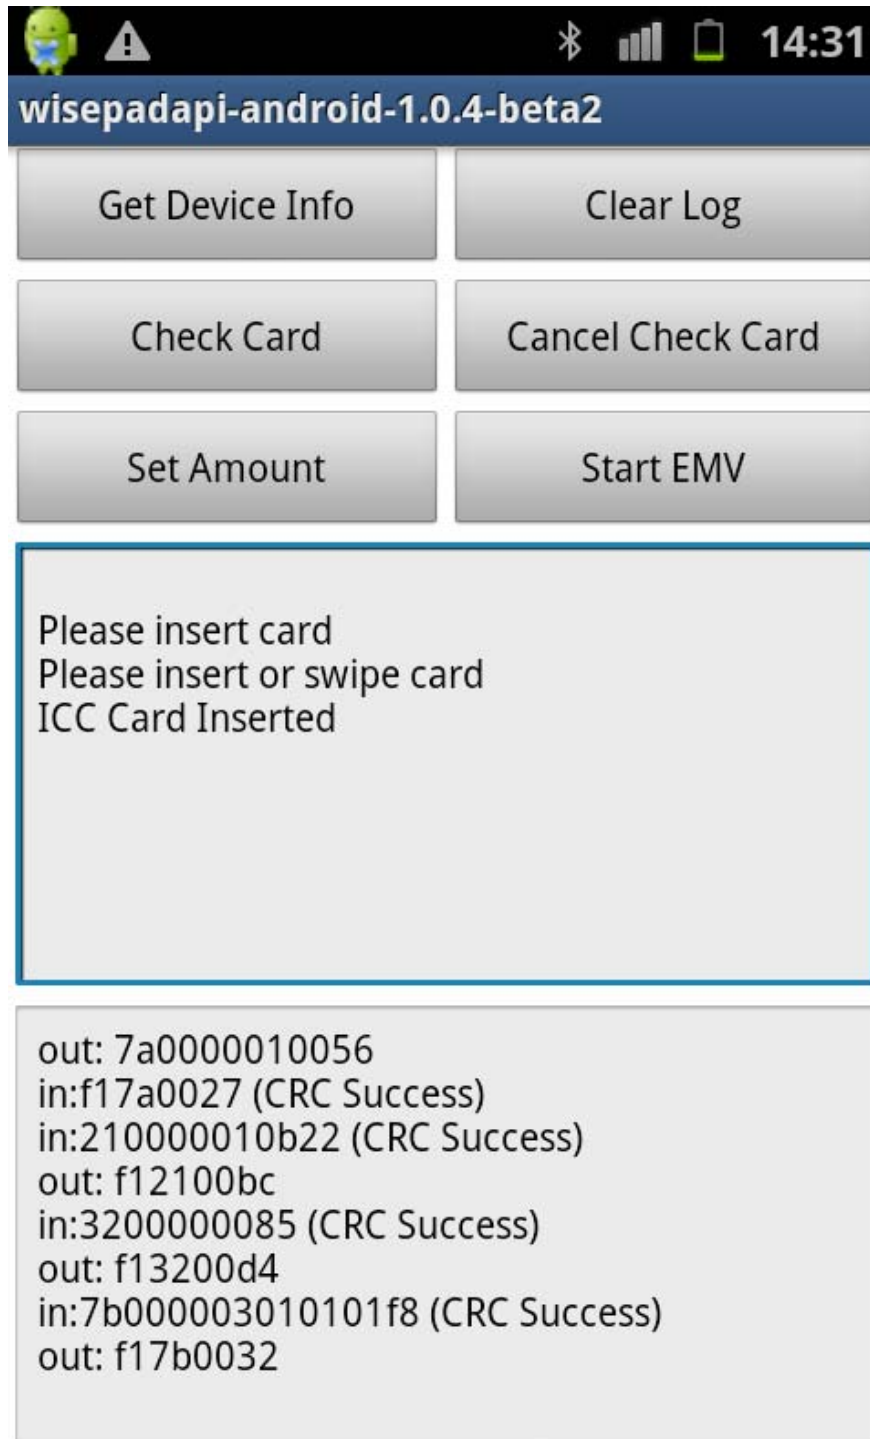 14:31
wisepadapi-android-1.0.4-beta2
Get Device Info
Clear Log
Check Card
Cancel Check Card
Set Amount
Start EMV
Please insert card
Please insert or swipe card
ICC Card Inserted
out: 7a0000010056
in:f17a0027 (CRC Success)
in:210000010b22 (CRC Success)
out: f12100bc
in:3200000085 (CRC Success)
out: f13200d4
in:7b000003010101f8 (CRC Success)
out: f17b0032